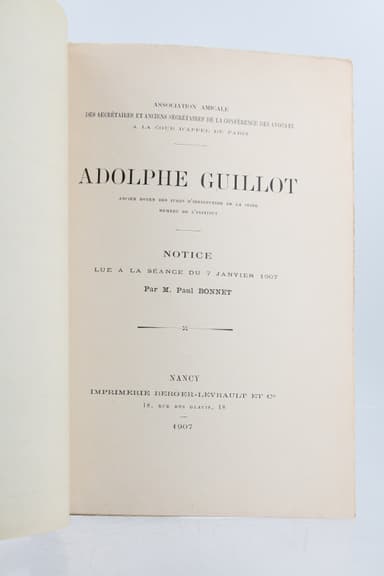 ASSOCIATION AMICALE
DES SECRÉTAIRES ET ANCIENS SECRÉTAIRES DE LA CONFÉRENCE DES AVOCATS
A LA COUR D'APPEL DE PARIS
ADOLPHE GUILLOT
ANCIEN DOYEN DES JUGES D'INSTRUCTION DE LA SEINE
MEMBRE DE L'INSTITUT
NOTICE
LUE A LA SÉANCE DU 7 JANVIER 1907
Par M. Paul BONNET
NANCY
IMPRIMERIE BERGER-LEVRAULT ET Cie
18, RUE DES GLACIS, 18
1907